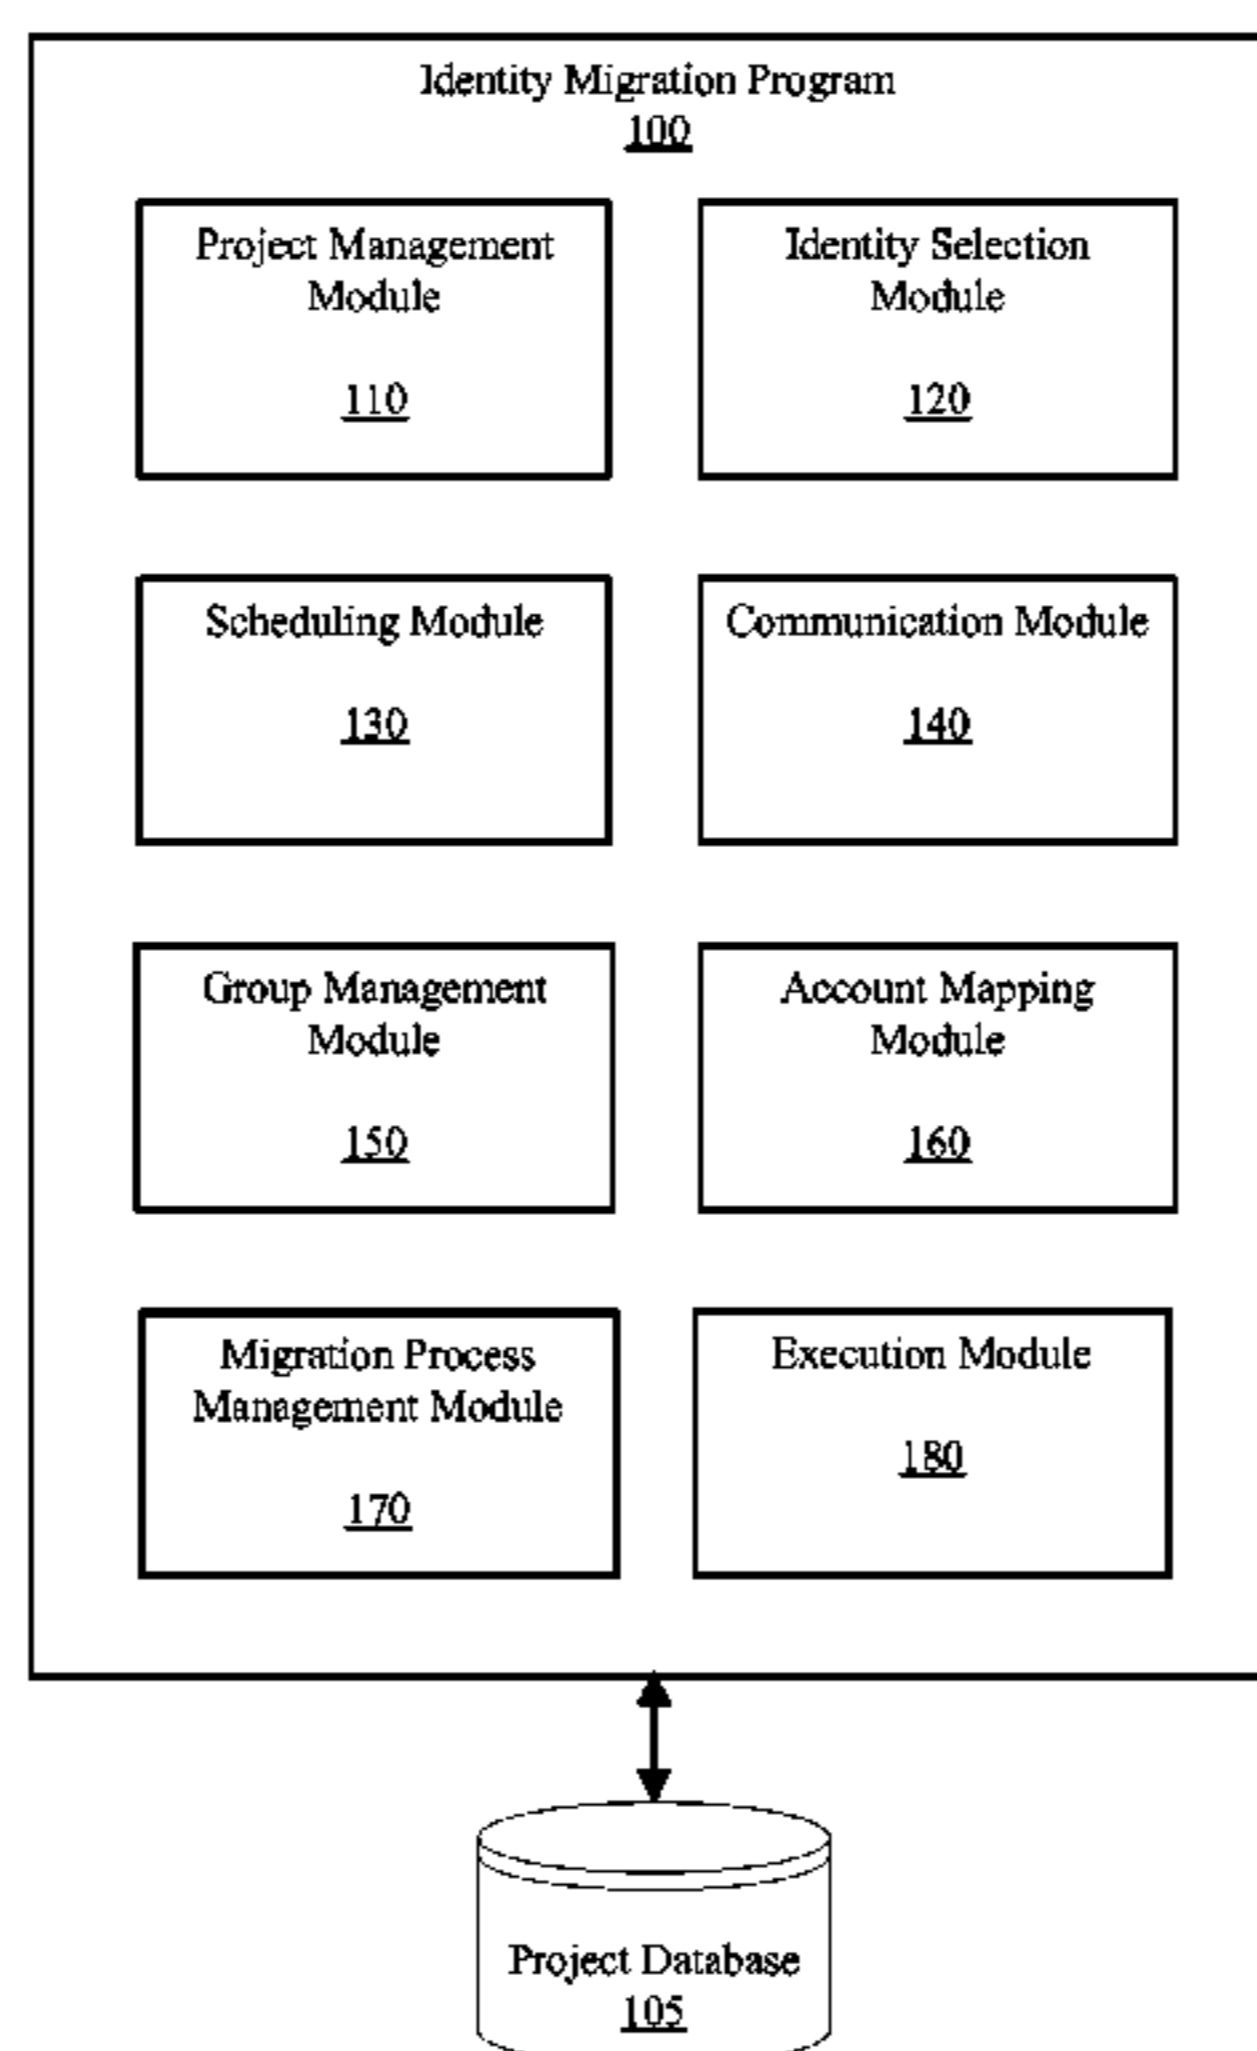 Identity Migration Program
100
Project Management
Module
110
Identity Selection
Module
120
Scheduling Module
130
Communication Module
140
Group Management
Module
150
Account Mapping
Module
160
Migration Process
Management Module
170
Execution Module
180
Project Database
105